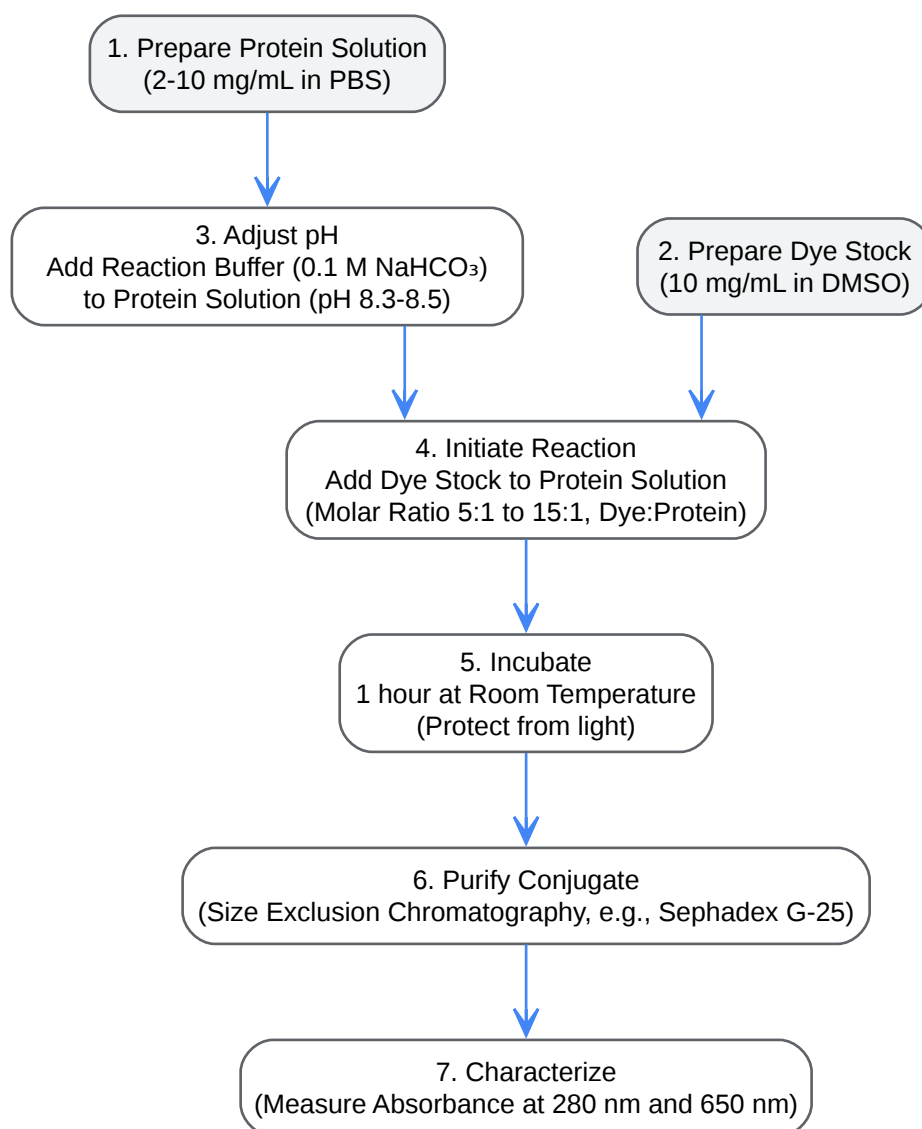 1. Prepare Protein Solution
(2-10 mg/mL in PBS)
3. Adjust pH
Add Reaction Buffer (0.1 M NaHCO₃)
to Protein Solution (pH 8.3-8.5)
2. Prepare Dye Stock
(10 mg/mL in DMSO)
4. Initiate Reaction
Add Dye Stock to Protein Solution
(Molar Ratio 5:1 to 15:1, Dye:Protein)
5. Incubate
1 hour at Room Temperature
(Protect from light)
6. Purify Conjugate
(Size Exclusion Chromatography, e.g., Sephadex G-25)
7. Characterize
(Measure Absorbance at 280 nm and 650 nm)